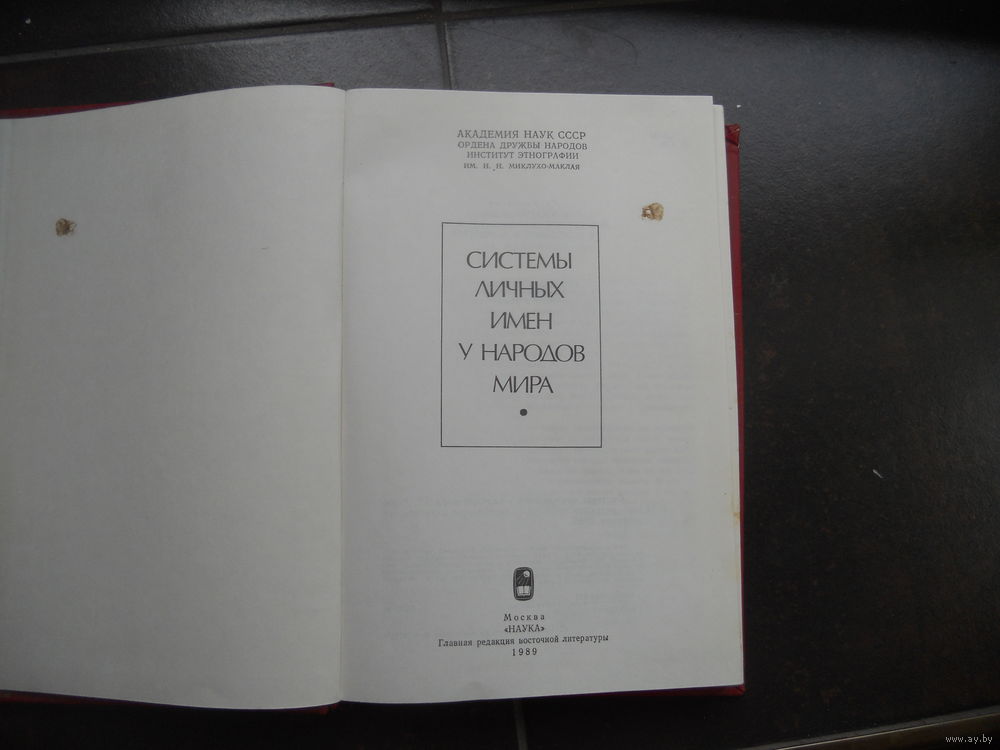 АКАДЕМИЯ НАУК СССР
ОРДЕНА ДРУЖБЫ НАРОДОВ
ИНСТИТУТ ЭТНОГРАФИИ
ИМ. Н. Н. МИКЛУХО-МАКЛАЯ
СИСТЕМЫ
ЛИЧНЫХ
ИМЕН
У НАРОДОВ
МИРА
Москва
«НАУКА»
Главная редакция восточной литературы
1989
www.ay.by